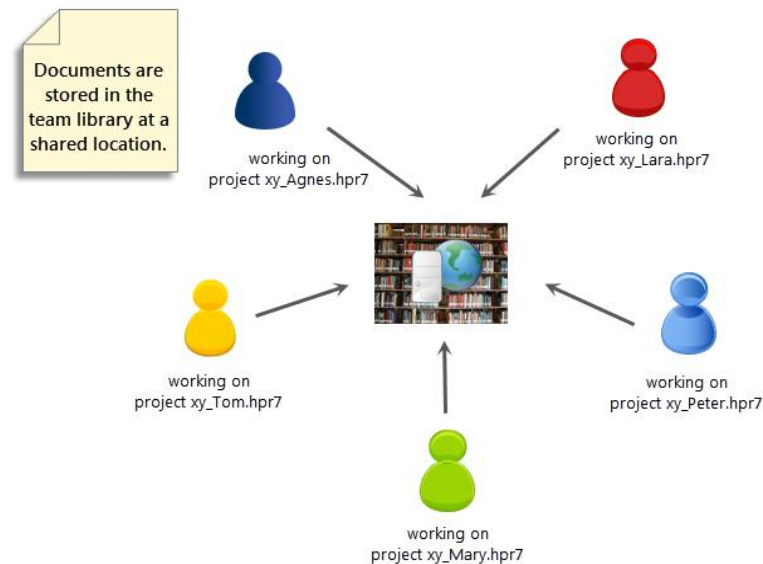 Documents are
stored in the
team library at a
shared location.
working on
project xy_Agnes.hpr7
working on
project xy_Lara.hpr7
working on
project xy_Tom.hpr7
working on
project xy_Peter.hpr7
working on
project xy_Mary.hpr7